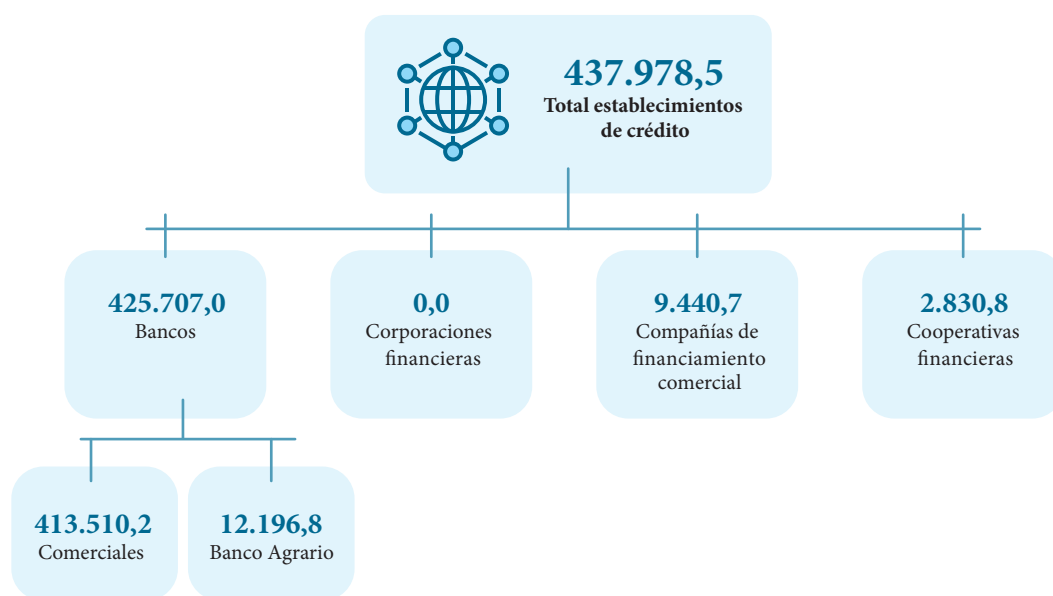 437.978,5
Total establecimientos
de crédito
425.707,0
Bancos
0,0
Corporaciones
financieras
9.440,7
Compañías de
financiamiento
comercial
2.830,8
Cooperativas
financieras
413.510,2
Comerciales
12.196,8
Banco Agrario